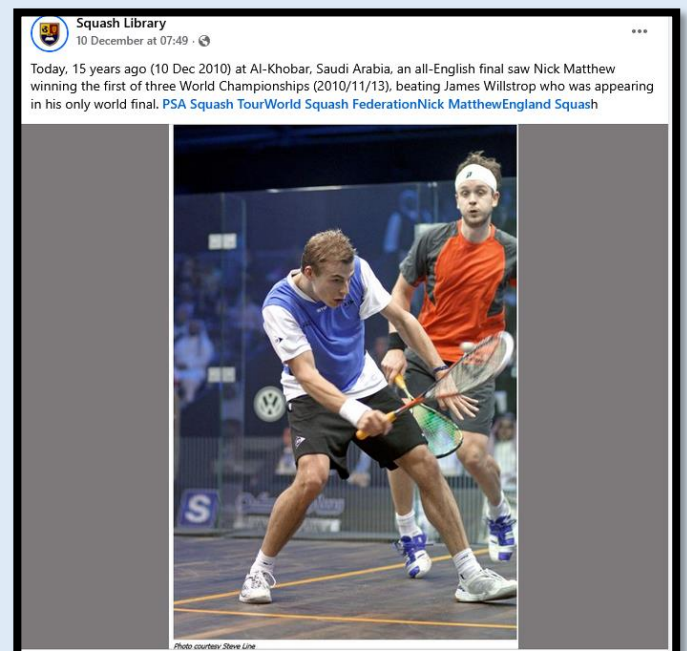 Squash Library
10 December at 07:49 ·
Today, 15 years ago (10 Dec 2010) at Al-Khobar, Saudi Arabia, an all-English final saw Nick Matthew
winning the first of three World Championships (2010/11/13), beating James Willstrop who was appearing
in his only world final. PSA Squash TourWorld Squash FederationNick MatthewEngland Squash
S
Photo courtesy Steve Line